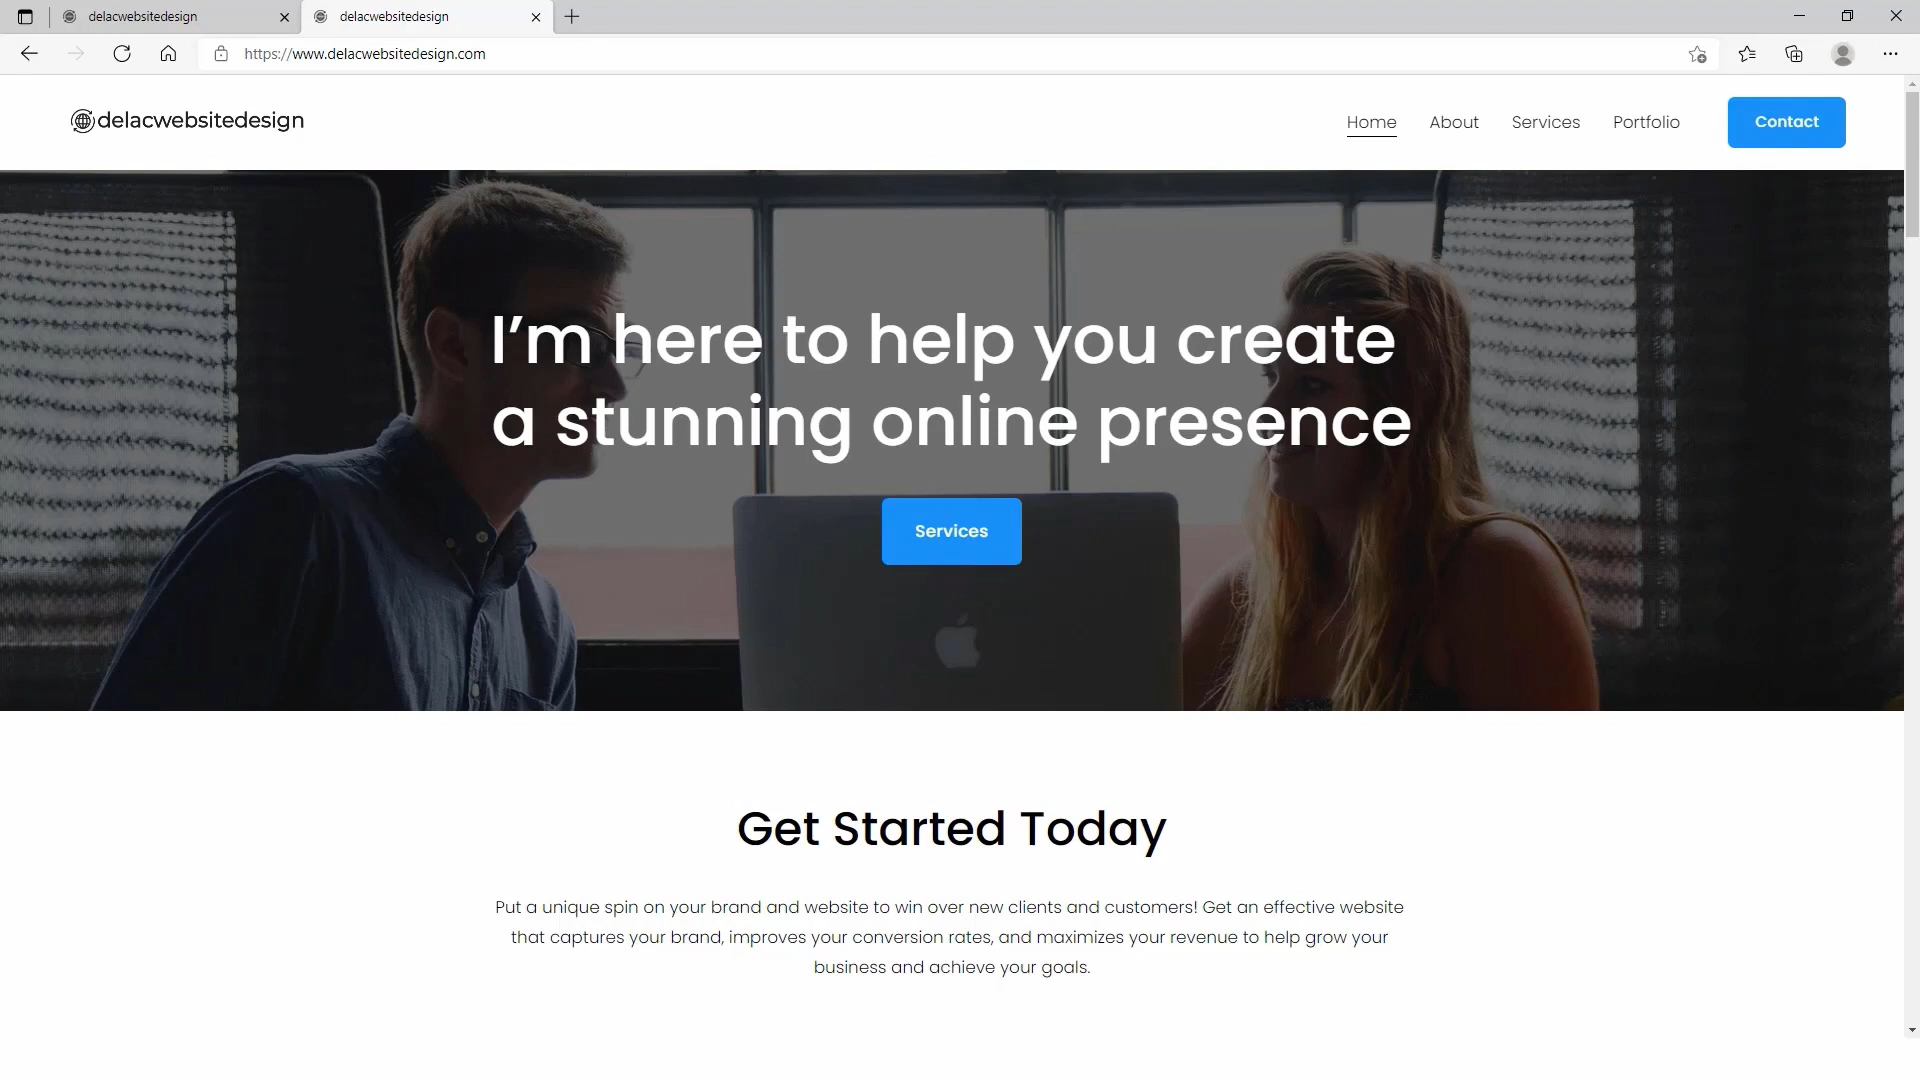 delacwebsitedesign
delacwebsitedesign
https://www.delacwebsitedesign.com
delacwebsitedesign
Home
About
Services
Portfolio
Contact
I’m here to help you create
a stunning online presence
Services
Get Started Today
Put a unique spin on your brand and website to win over new clients and customers! Get an effective website
that captures your brand, improves your conversion rates, and maximizes your revenue to help grow your
business and achieve your goals.